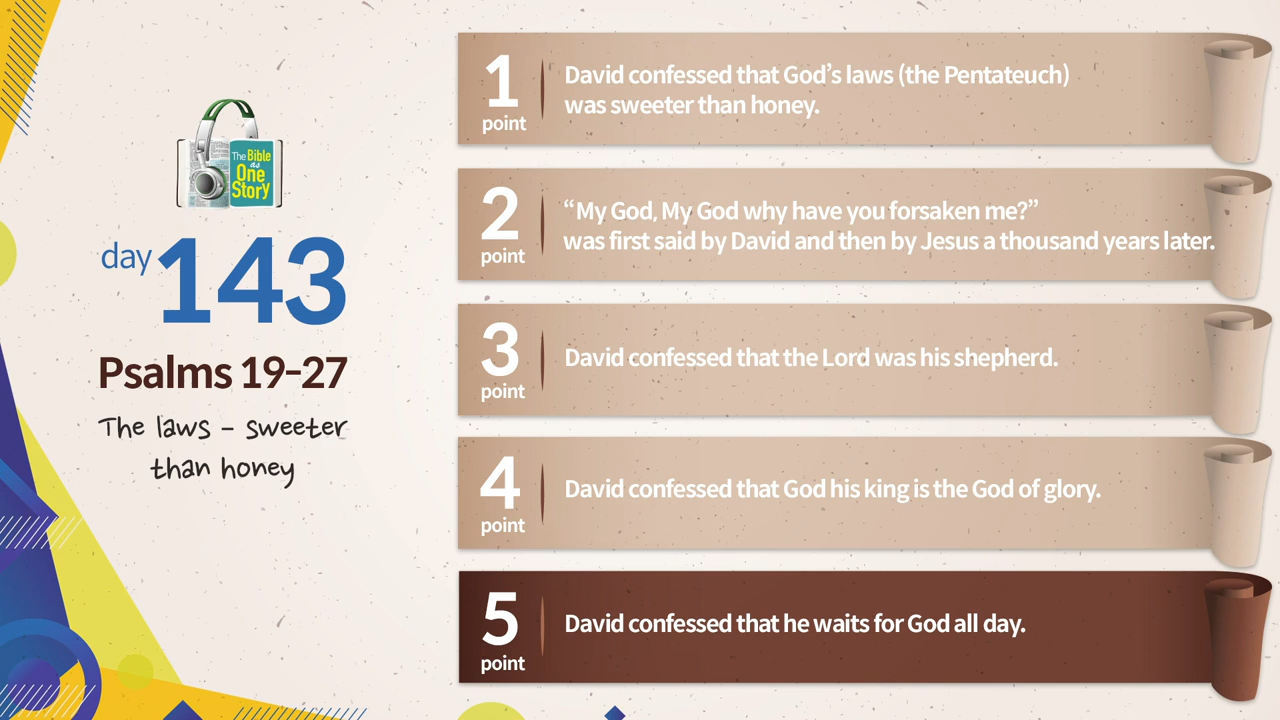 The Bible
as
One
Story
day 143
Psalms 19-27
The laws - sweeter
than honey
1
point
David confessed that God's laws (the Pentateuch)
was sweeter than honey.
2
point
“My God, My God why have you forsaken me?”
was first said by David and then by Jesus a thousand years later.
3
point
David confessed that the Lord was his shepherd.
4
point
David confessed that God his king is the God of glory.
5
point
David confessed that he waits for God all day.